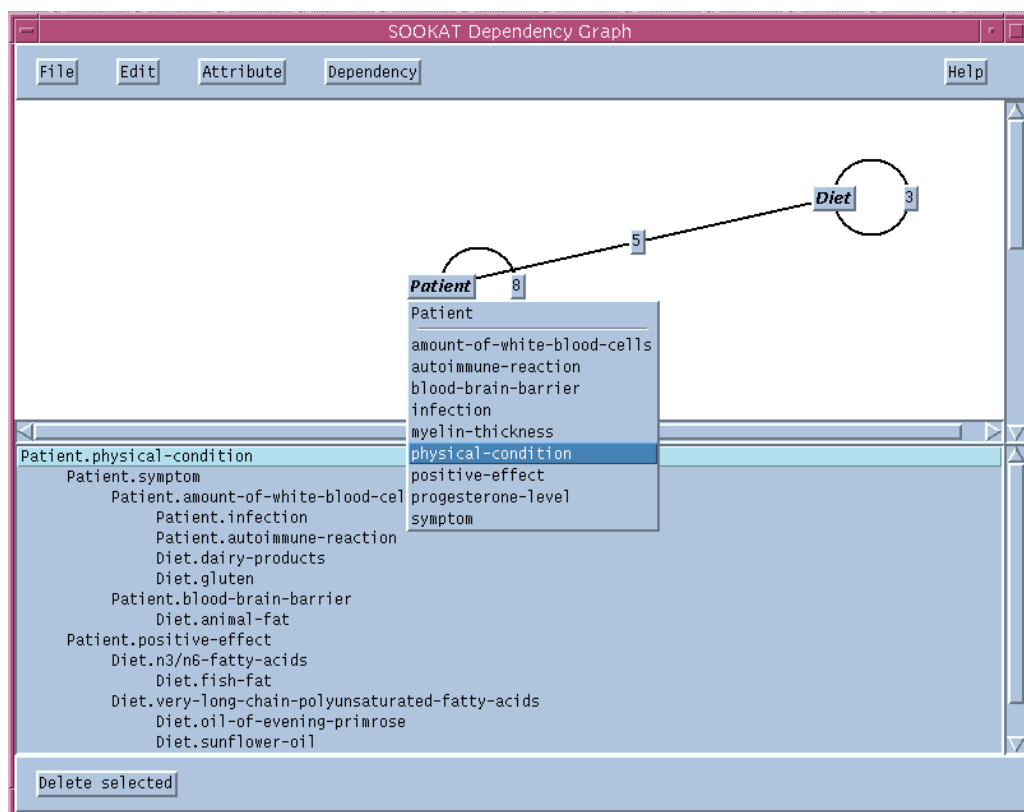 SOOKAT Dependency Graph
File Edit Attribute Dependency Help
Diet 3
5
Patient 8
Patient
amount-of-white-blood-cells
autoimmune-reaction
blood-brain-barrier
infection
myelin-thickness
physical-condition
positive-effect
progesterone-level
symptom
Patient.physical-condition
Patient.symptom
Patient.amount-of-white-blood-cel
Patient.infection
Patient.autoimmune-reaction
Diet.dairy-products
Diet.gluten
Patient.blood-brain-barrier
Diet.animal-fat
Patient.positive-effect
Diet.n3/n6-fatty-acids
Diet.fish-fat
Diet.very-long-chain-polyunsaturated-fatty-acids
Diet.oil-of-evening-primrose
Diet.sunflower-oil
Delete selected